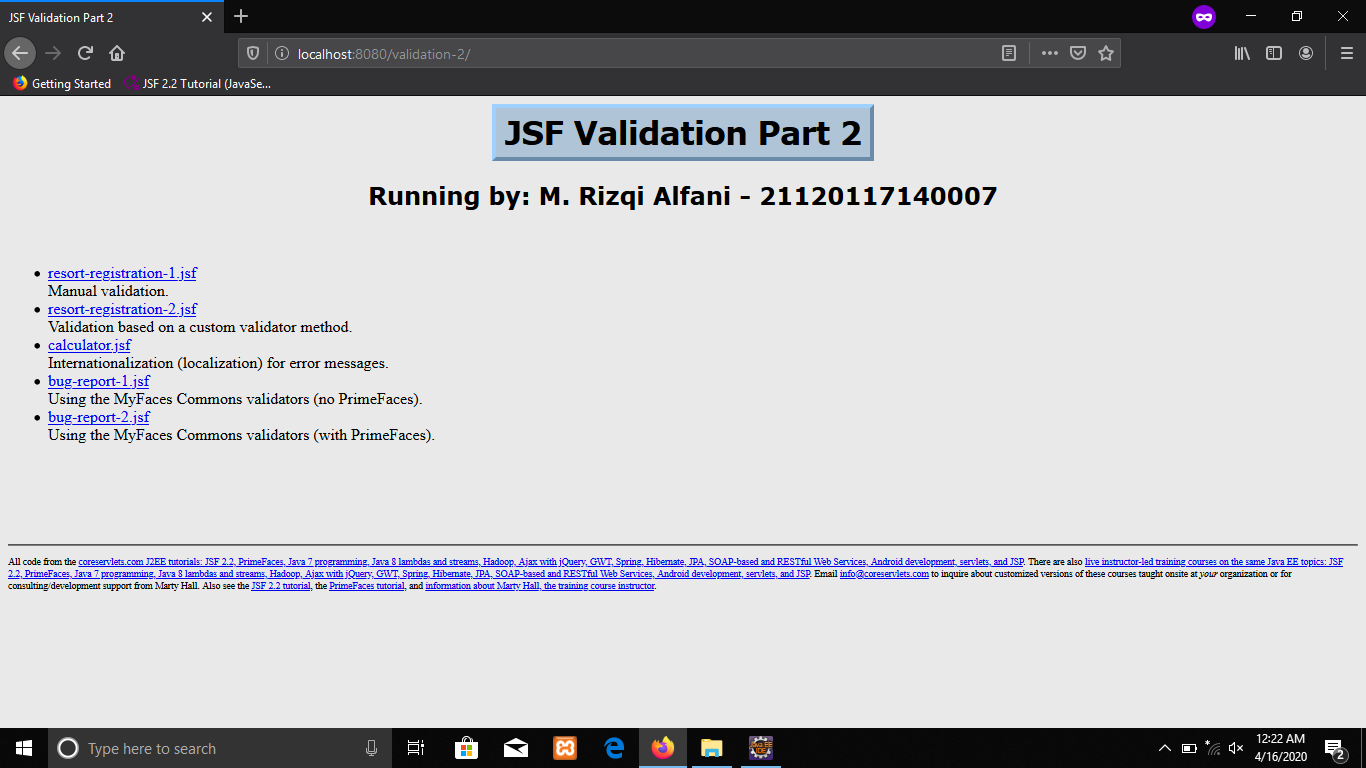 JSF Validation Part 2
localhost:8080/validation-2/
Getting Started
JSF 2.2 Tutorial (JavaSe...
JSF Validation Part 2
Running by: M. Rizqi Alfani - 21120117140007
resort-registration-1.jsf
Manual validation.
resort-registration-2.jsf
Validation based on a custom validator method.
calculator.jsf
Internationalization (localization) for error messages.
bug-report-1.jsf
Using the MyFaces Commons validators (no PrimeFaces).
bug-report-2.jsf
Using the MyFaces Commons validators (with PrimeFaces).
All code from the coreservlets.com J2EE tutorials: JSF 2.2, PrimeFaces, Java 7 programming, Java 8 lambdas and streams, Hadoop, Ajax with jQuery, GWT, Spring, Hibernate, JPA, SOAP-based and RESTful Web Services, Android development, servlets, and JSP. There are also live instructor-led training courses on the same Java EE topics: JSF
2.2, PrimeFaces, Java 7 programming, Java 8 lambdas and streams, Hadoop, Ajax with jQuery, GWT, Spring, Hibernate, JPA, SOAP-based and RESTful Web Services, Android development, servlets, and JSP. Email info@coreservlets.com to inquire about customized versions of these courses taught onsite at your organization or for
consulting/development support from Marty Hall. Also see the JSF 2.2 tutorial, the PrimeFaces tutorial, and information about Marty Hall, the training course instructor.
Type here to search
Java EE
IDE
12:22 AM
4/16/2020
2